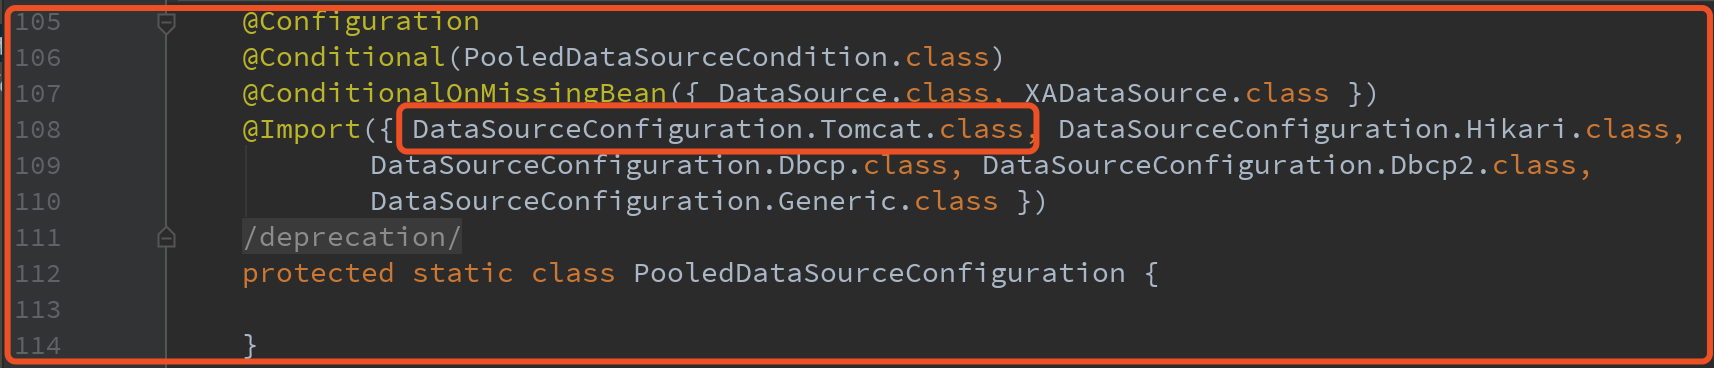 105 @Configuration
106 @Conditional(PooledDataSourceCondition.class)
107 @ConditionalOnMissingBean({ DataSource.class, XADataSource.class })
108 @Import({ DataSourceConfiguration.Tomcat.class, DataSourceConfiguration.Hikari.class,
109 DataSourceConfiguration.Dbcp.class, DataSourceConfiguration.Dbcp2.class,
110 DataSourceConfiguration.Generic.class })
111 /deprecation/
112 protected static class PooledDataSourceConfiguration {
113
114 }